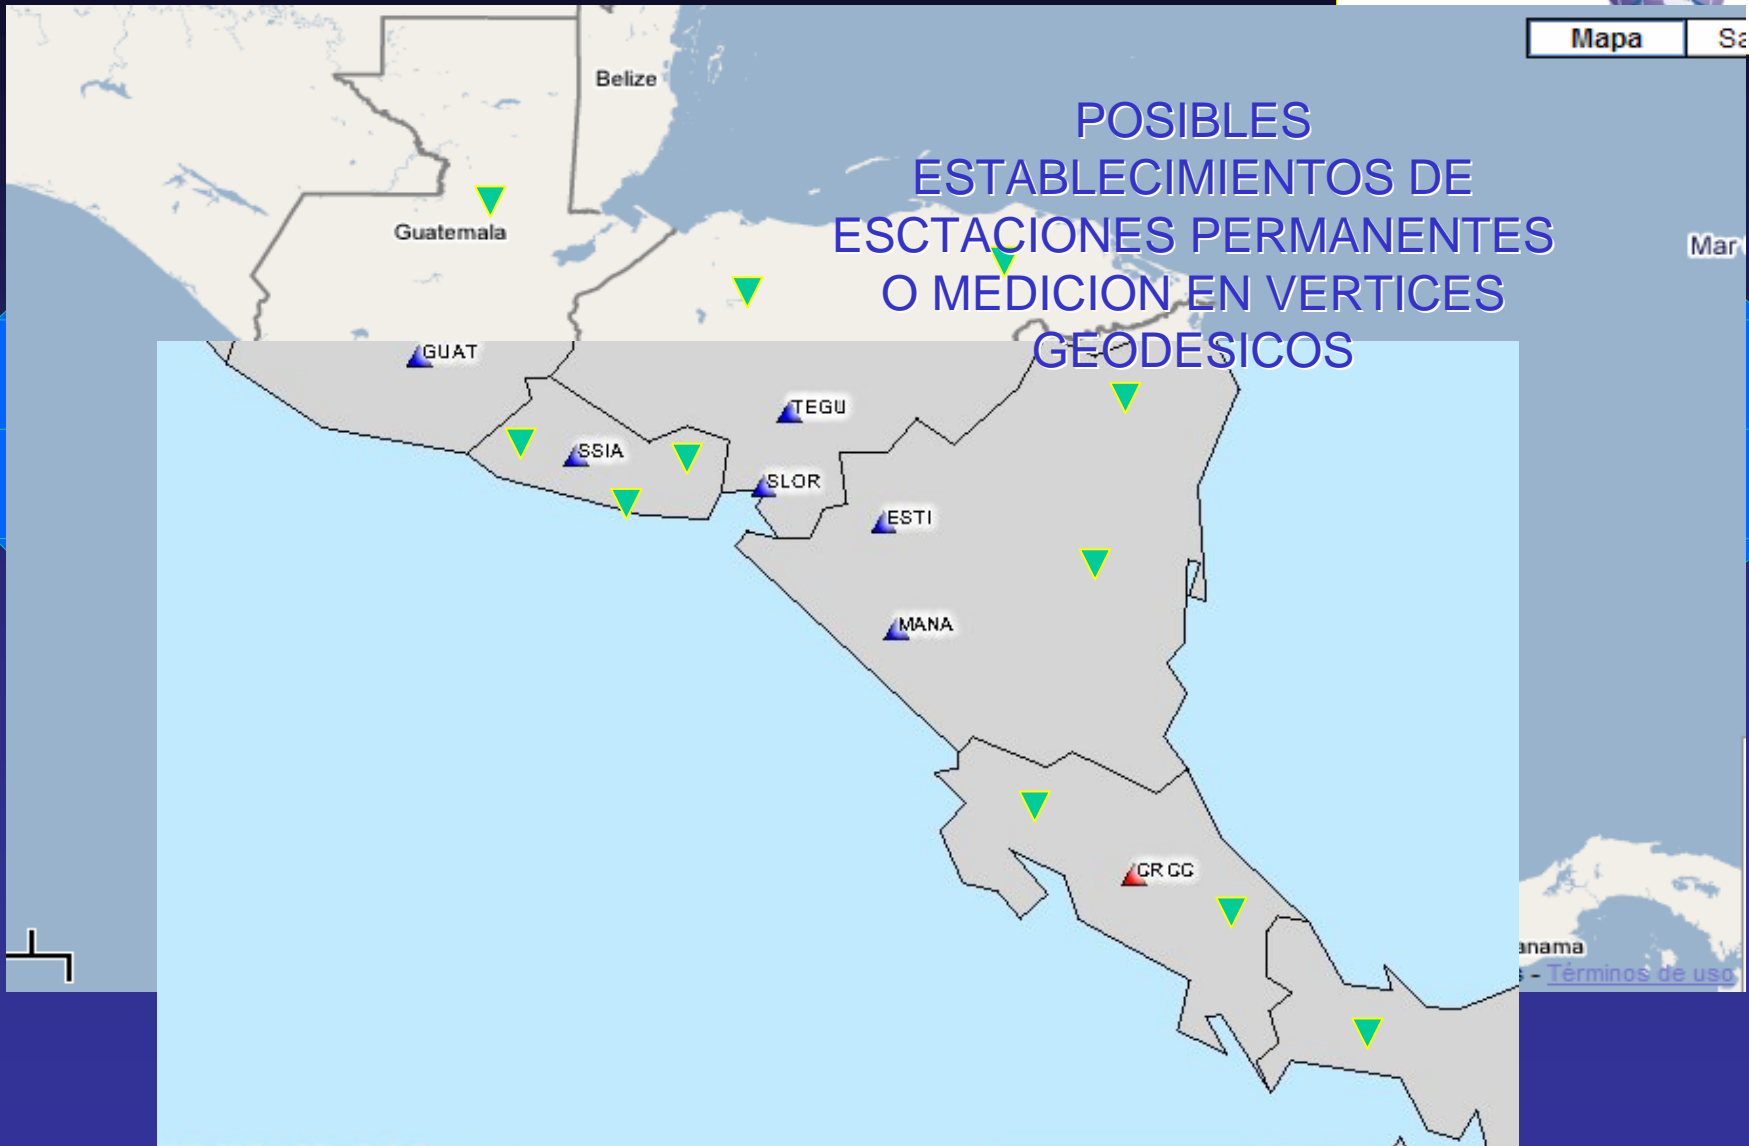 Mapa
Belize
POSIBLES
ESTABLECIMIENTOS DE
ESCTACIONES PERMANENTES
O MEDICION EN VERTICES
GEODESICOS
Guatemala
Mar
GUAT
TEGU
SSIA
SLOR
ESTI
MANA
CR CC
anama
- Términos de uso